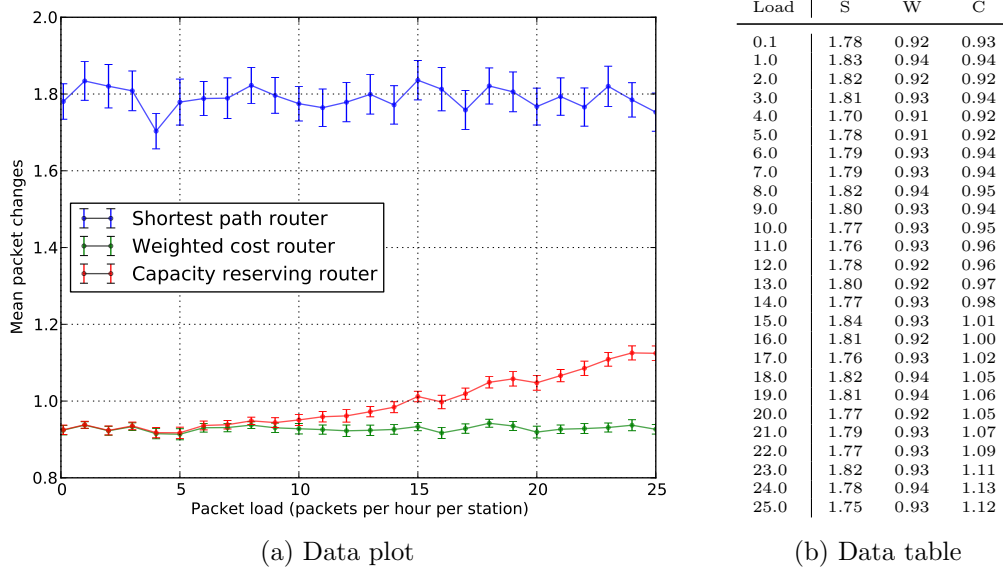 2.0
1.8
1.6
1.4
1.2
1.0
0.8
Mean packet changes
Shortest path router
Weighted cost router
Capacity reserving router
0 5 10 15 20 25
Packet load (packets per hour per station)
(a) Data plot
Load S W C
0.1 1.78 0.92 0.93
1.0 1.83 0.94 0.94
2.0 1.82 0.92 0.92
3.0 1.81 0.93 0.94
4.0 1.70 0.91 0.92
5.0 1.78 0.91 0.92
6.0 1.79 0.93 0.94
7.0 1.79 0.93 0.94
8.0 1.82 0.94 0.95
9.0 1.80 0.93 0.94
10.0 1.77 0.93 0.95
11.0 1.76 0.93 0.96
12.0 1.78 0.92 0.96
13.0 1.80 0.92 0.97
14.0 1.77 0.93 0.98
15.0 1.84 0.93 1.01
16.0 1.81 0.92 1.00
17.0 1.76 0.93 1.02
18.0 1.82 0.94 1.05
19.0 1.81 0.94 1.06
20.0 1.77 0.92 1.05
21.0 1.79 0.93 1.07
22.0 1.77 0.93 1.09
23.0 1.82 0.93 1.11
24.0 1.78 0.94 1.13
25.0 1.75 0.93 1.12
(b) Data table